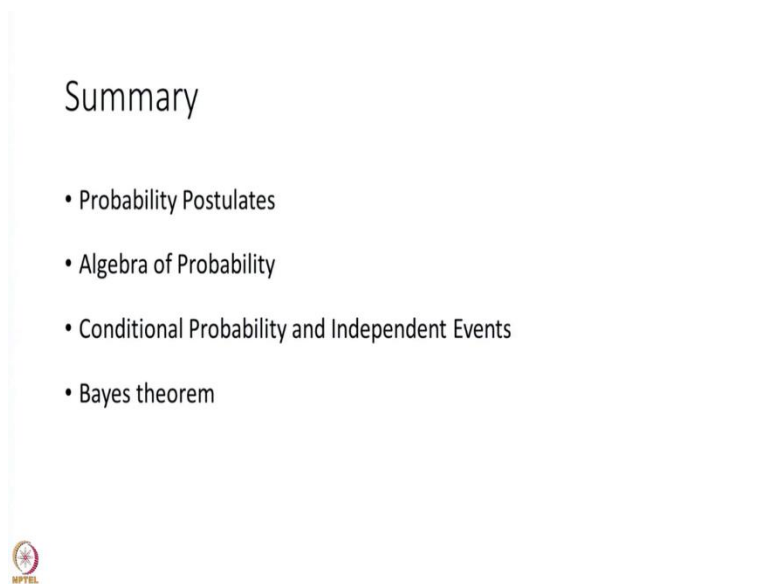 Summary
• Probability Postulates
• Algebra of Probability
• Conditional Probability and Independent Events
• Bayes theorem
NPTEL